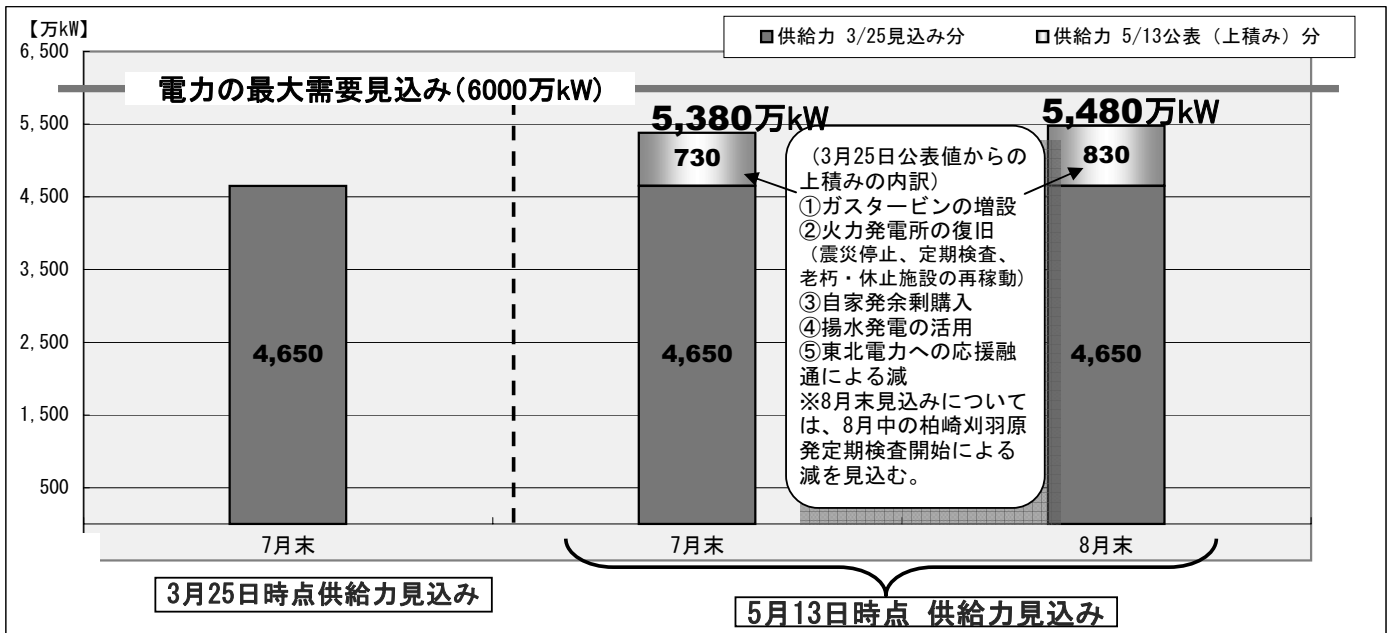 【万kW】
■供給力 3/25見込み分 □供給力 5/13公表（上積み）分
6,500
電力の最大需要見込み(6000万kW)
5,500
4,500
3,500
2,500
1,500
500
5,380万kW
5,480万kW
730
830
4,650
4,650
4,650
（3月25日公表値からの
上積みの内訳）
①ガスタービンの増設
②火力発電所の復旧
（震災停止、定期検査、
老朽・休止施設の再稼動）
③自家発余剰購入
④揚水発電の活用
⑤東北電力への応援融
通による減
※8月末見込みについて
は、8月中の柏崎刈羽原
発定期検査開始による
減を見込む。
7月末
7月末
8月末
3月25日時点供給力見込み
5月13日時点 供給力見込み